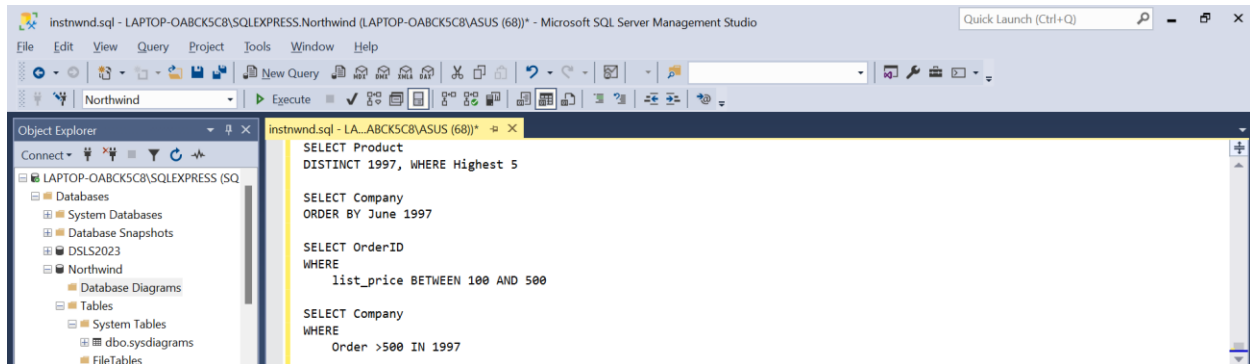 instnwnd.sql - LAPTOP-OABCK5C8\SQLEXPRESS.Northwind (LAPTOP-OABCK5C8\ASUS (68))* - Microsoft SQL Server Management Studio
Quick Launch (Ctrl+Q)
File Edit View Query Project Tools Window Help
New Query MDX DMX XMLA DAX
Northwind Execute
Object Explorer
instnwnd.sql - LA...ABCK5C8\ASUS (68))*
Connect
LAPTOP-OABCK5C8\SQLEXPRESS (SQ
Databases
System Databases
Database Snapshots
DSLS2023
Northwind
Database Diagrams
Tables
System Tables
dbo.sysdiagrams
FileTables
SELECT Product
DISTINCT 1997, WHERE Highest 5
SELECT Company
ORDER BY June 1997
SELECT OrderID
WHERE
list_price BETWEEN 100 AND 500
SELECT Company
WHERE
Order >500 IN 1997